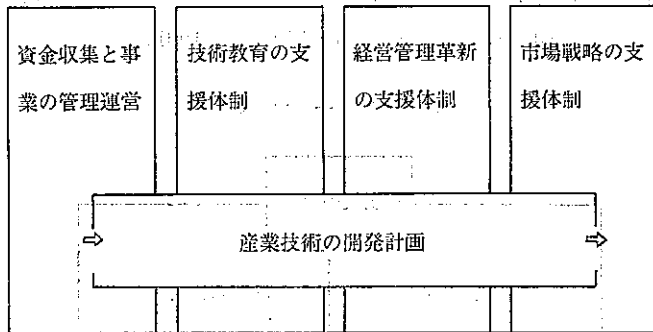 資金収集と事
業の管理運営
技術教育の支
援体制
経営管理革新
の支援体制
市場戦略の支
援体制
⇨ 産業技術の開発計画 ⇨